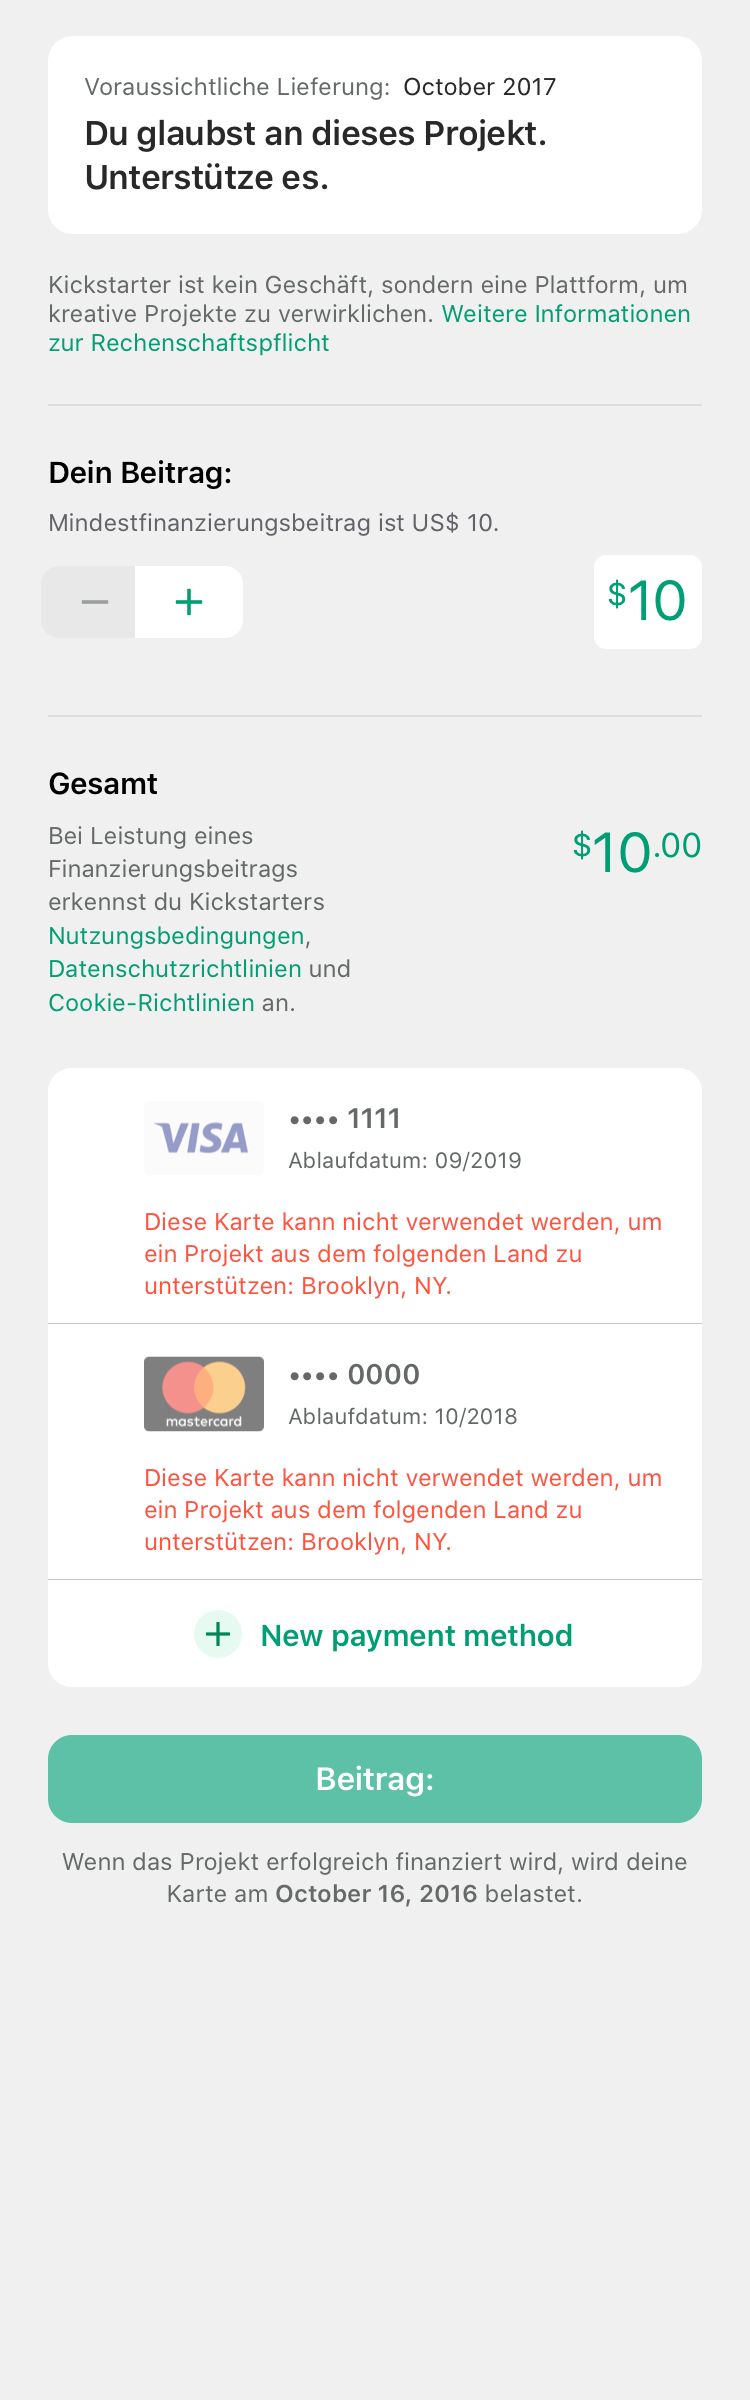 Voraussichtliche Lieferung: October 2017
Du glaubst an dieses Projekt.
Unterstütze es.
Kickstarter ist kein Geschäft, sondern eine Plattform, um
kreative Projekte zu verwirklichen. Weitere Informationen
zur Rechenschaftspflicht
Dein Beitrag:
Mindestfinanzierungsbeitrag ist US$ 10.
− +
$10
Gesamt
$10.00
Bei Leistung eines
Finanzierungsbeitrags
erkennst du Kickstarters
Nutzungsbedingungen,
Datenschutzrichtlinien und
Cookie-Richtlinien an.
VISA
•••• 1111
Ablaufdatum: 09/2019
Diese Karte kann nicht verwendet werden, um
ein Projekt aus dem folgenden Land zu
unterstützen: Brooklyn, NY.
mastercard
•••• 0000
Ablaufdatum: 10/2018
Diese Karte kann nicht verwendet werden, um
ein Projekt aus dem folgenden Land zu
unterstützen: Brooklyn, NY.
+ New payment method
Beitrag:
Wenn das Projekt erfolgreich finanziert wird, wird deine
Karte am October 16, 2016 belastet.